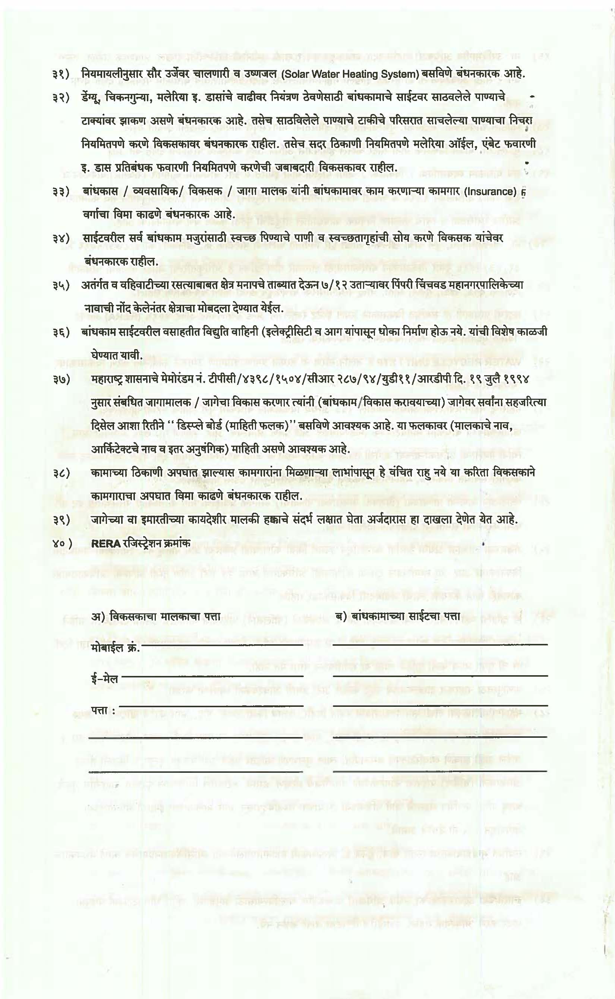 ३१) नियमायलीनुसार सौर उर्जेवर चालणारी व उष्णजल (Solar Water Heating System) बसविणे बंधनकारक आहे.
३२) डेंग्यू, चिकनगुन्या, मलेरिया इ. डासांचे वाढीवर नियंत्रण ठेवणेसाठी बांधकामाचे साईटवर साठवलेले पाण्याचे
टाक्यांवर झाकण असणे बंधनकारक आहे. तसेच साठविलेले पाण्याचे टाकीचे परिसरात साचलेल्या पाण्याचा निचरा
नियमितपणे करणे विकसकावर बंधनकारक राहील. तसेच सदर ठिकाणी नियमितपणे मलेरिया ऑईल, एंबेट फवारणी
इ. डास प्रतिबंधक फवारणी नियमितपणे करणेची जबाबदारी विकसकावर राहील.
३३) बांधकास / व्यवसायिक/ विकसक / जागा मालक यांनी बांधकामावर काम करणाऱ्या कामगार (Insurance)
वर्गाचा विमा काढणे बंधनकारक आहे.
३४) साईटवरील सर्व बांधकाम मजुरांसाठी स्वच्छ पिण्याचे पाणी व स्वच्छतागृहांची सोय करणे विकसक यांचेवर
बंधनकारक राहील.
३५) अतंर्गत व वहिवाटीच्या रसत्याबाबत क्षेत्र मनापचे ताब्यात देऊन ७/१२ उताऱ्यावर पिंपरी चिंचवड महानगरपालिकेच्या
नावाची नोंद केलेनंतर क्षेत्राचा मोबदला देण्यात येईल.
३६) बांधकाम साईटवरील वसाहतीत विद्युति वाहिनी (इलेक्ट्रीसिटी व आग यांपासून धोका निर्माण होऊ नये. यांची विशेष काळजी
घेण्यात यावी.
३७) महाराष्ट्र शासनाचे मेमोरंडम नं. टीपीसी/४३९८/१५०४/सीआर २८७/९४/युडी११/आरडीपी दि. १९ जुलै १९९४
नुसार संबधित जागामालक / जागेचा विकास करणार त्यांनी (बांधकाम/विकास करावयाच्या) जागेवर सर्वांना सहजरित्या
दिसेल आशा रितीने “ डिस्प्ले बोर्ड (माहिती फलक)” बसविणे आवश्यक आहे. या फलकावर (मालकाचे नाव,
आर्किटेक्टचे नाव व इतर अनुषंगिक) माहिती असणे आवश्यक आहे.
३८) कामाच्या ठिकाणी अपघात झाल्यास कामगारांना मिळणाऱ्या लाभांपासून हे वंचित राहु नये या करिता विकसकाने
कामगाराचा अपघात विमा काढणे बंधनकारक राहील.
३९) जागेच्या वा इमारतीच्या कायदेशीर मालकी हक्काचे संदर्भ लक्षात घेता अर्जदारास हा दाखला देणेत येत आहे.
४० ) RERA रजिस्ट्रेशन क्रमांक
अ) विकसकाचा मालकाचा पत्ता ब) बांधकामाच्या साईटचा पत्ता
मोबाईल क्रं.
ई-मेल
पत्ता :